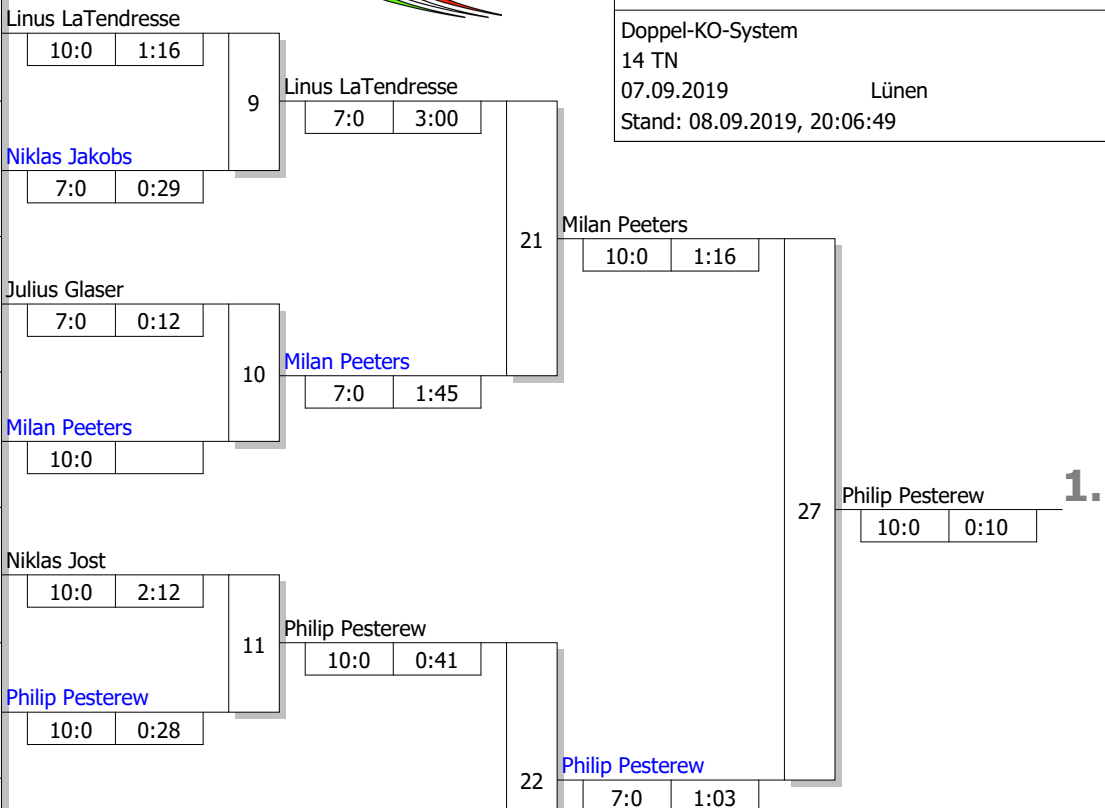 Linus LaTendresse
10:0 1:16
Doppel-KO-System
14 TN
07.09.2019 Lünen
Stand: 08.09.2019, 20:06:49
9
Linus LaTendresse
7:0 3:00
Niklas Jakobs
7:0 0:29
21
Milan Peeters
10:0 1:16
Julius Glaser
7:0 0:12
10
Milan Peeters
7:0 1:45
Milan Peeters
10:0
27
Philip Pesterew 1.
10:0 0:10
Niklas Jost
10:0 2:12
11
Philip Pesterew
10:0 0:41
Philip Pesterew
10:0 0:28
22
Philip Pesterew
7:0 1:03